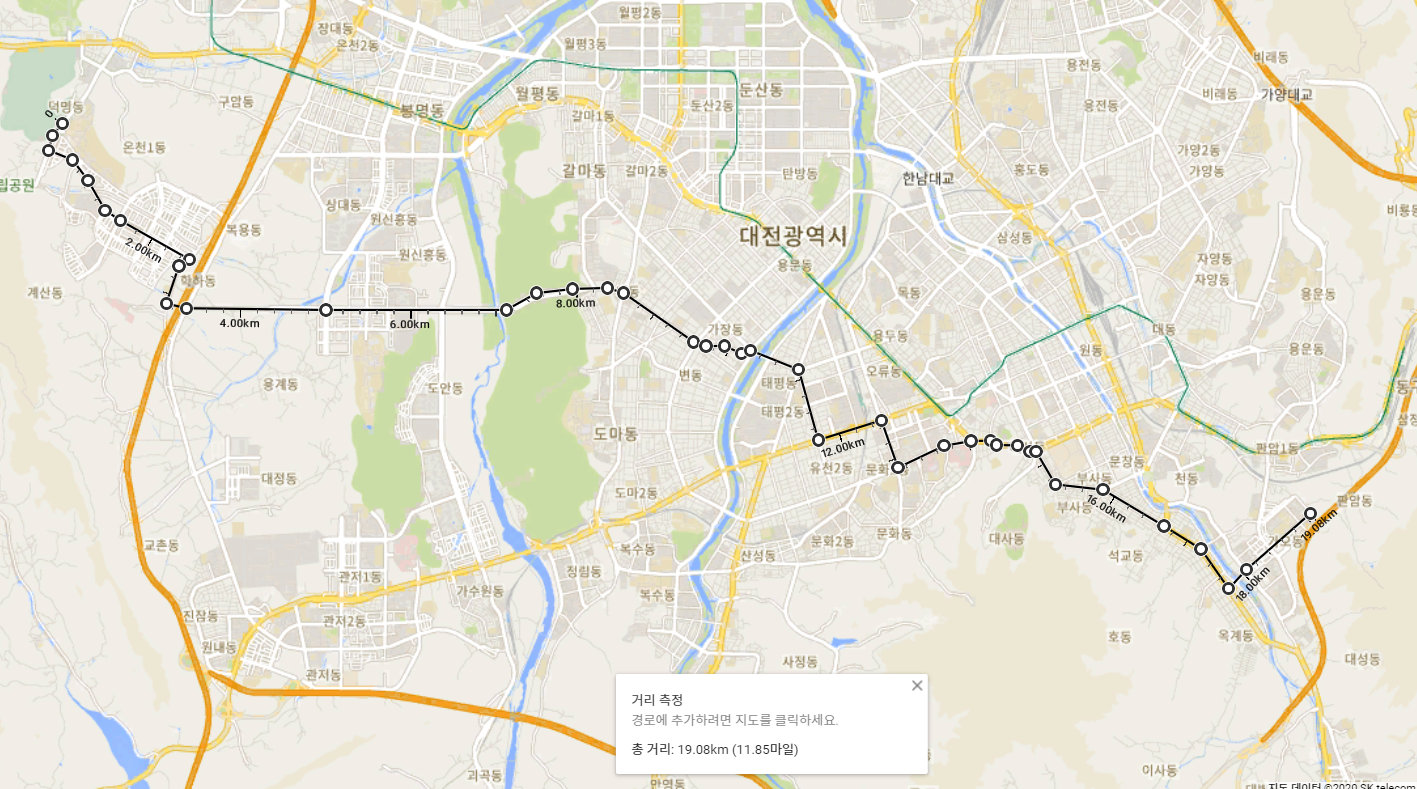 월평2동
장대동
온천2동
월평3동
비래동
용전동
구암동
덕명동
봉명동
월평동
둔산동
둔산2동
갈마1동
용전동
비래동
가양대교
0
온천1동
갈마동
갈마2동
탄방동
한남대교
홍도동
가양2동
가양동
립공원
상대동
원신흥동
복용동
대전광역시
삼성동
비룡동
2.00km
원신흥동
용문동
자양동
자양동
학하동
계산동
목동
용운동
4.00km
6.00km
8.00km
가장동
용두동
대동
원동
용운동
변동
태평동
오류동
용계동
도안동
태평2동
도마동
12.00km
유천2동
문화
판암1동
문창동
대정동
도마2동
부사동
천동
16.00km
부사동
판암동
19.08km
교촌동
복수동
산성동
문화2동
문화동
대사동
석교동
관저1동
정림동
가수원동
복수동
18.00km
진잠동
관저2동
호동
옥계동
원내동
관저동
사정동
대성동
거리 측정
경로에 추가하려면 지도를 클릭하세요.
총 거리: 19.08km (11.85마일)
괴곡동
안영동
이사동
지도 데이터 ©2020 SK telecom